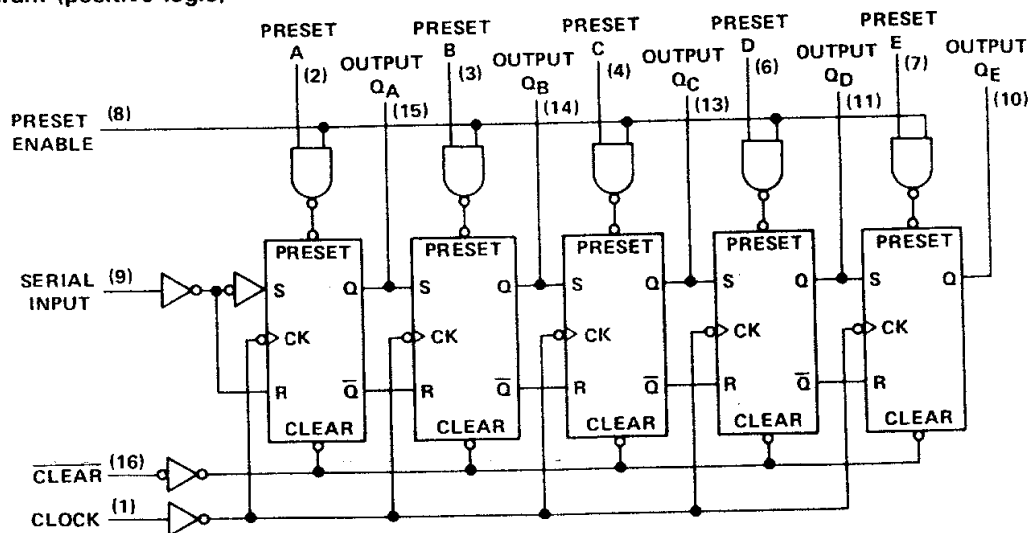 (positive logic)
PRESET A (2)
OUTPUT QA (15)
PRESET B (3)
OUTPUT QB (14)
PRESET C (4)
OUTPUT QC (13)
PRESET D (6)
OUTPUT QD (11)
PRESET E (7)
OUTPUT QE (10)
PRESET ENABLE (8)
PRESET PRESET PRESET PRESET PRESET
SERIAL INPUT (9)
S Q S Q S Q S Q S Q
CK CK CK CK CK
R Q̅ R Q̅ R Q̅ R Q̅ R
CLEAR CLEAR CLEAR CLEAR CLEAR
C̅L̅E̅A̅R̅ (16)
CLOCK (1)